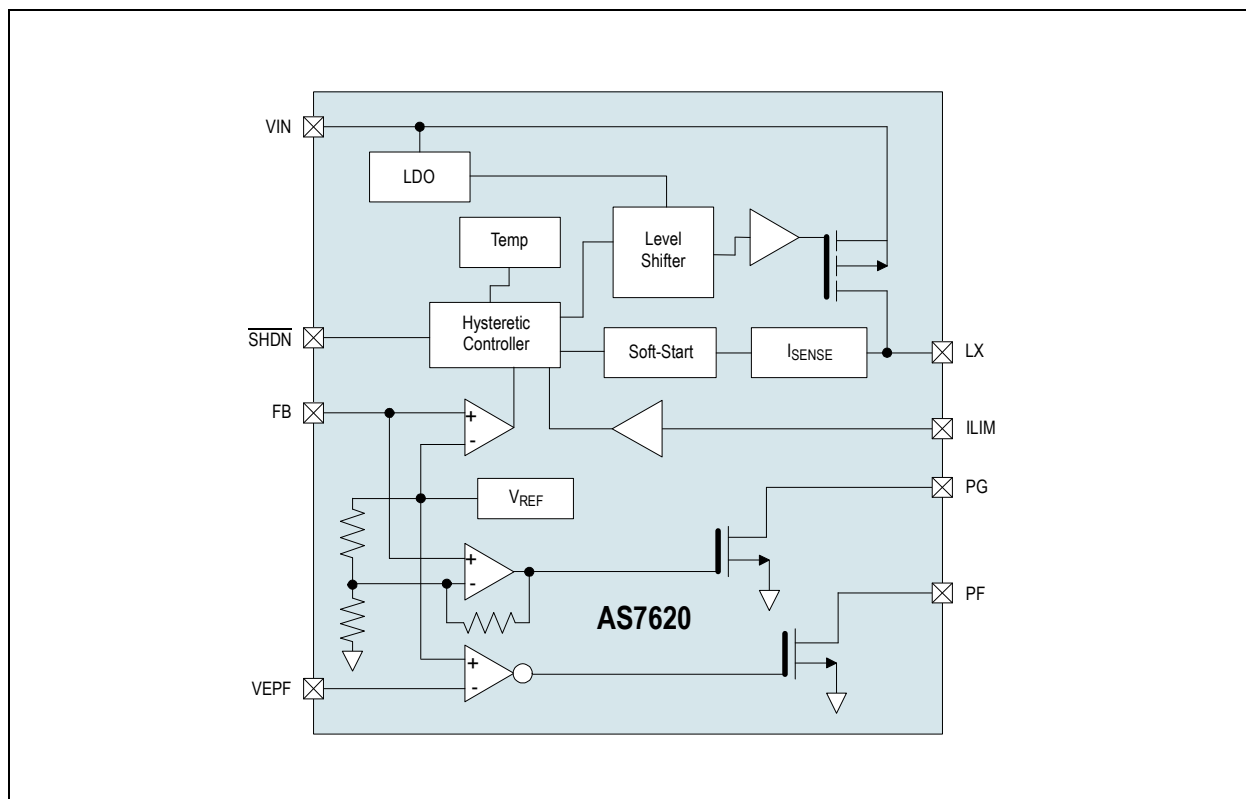 VIN
LDO
Temp
Level
Shifter
SHDN
Hysteretic
Controller
Soft-Start
ISENSE
LX
FB
+
-
ILIM
VREF
PG
+
-
PF
AS7620
+
-
VEPF